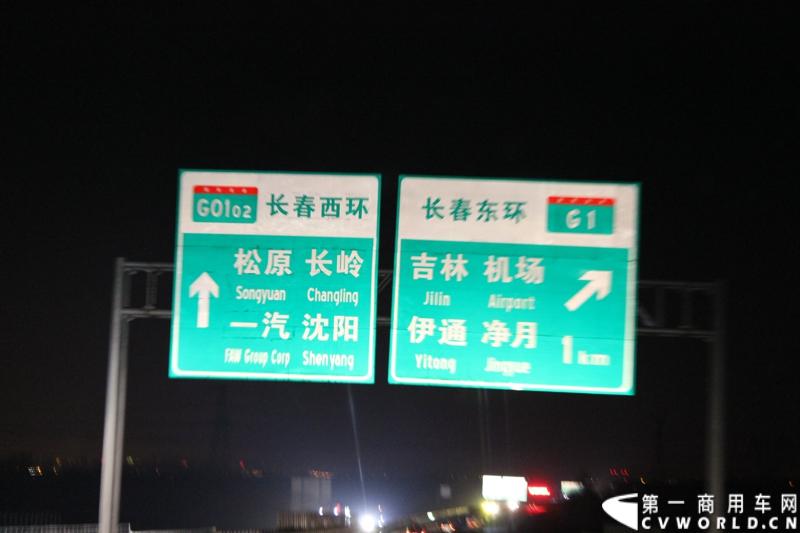 G0102 长春西环
松原 长岭
Songyuan Changling
一汽 沈阳
FAW Group Corp Shenyang
长春东环 G1
吉林 机场
Jilin Airport
伊通 净月
Yitong Jingyue
1km
第一商用车网
CVWORLD.CN